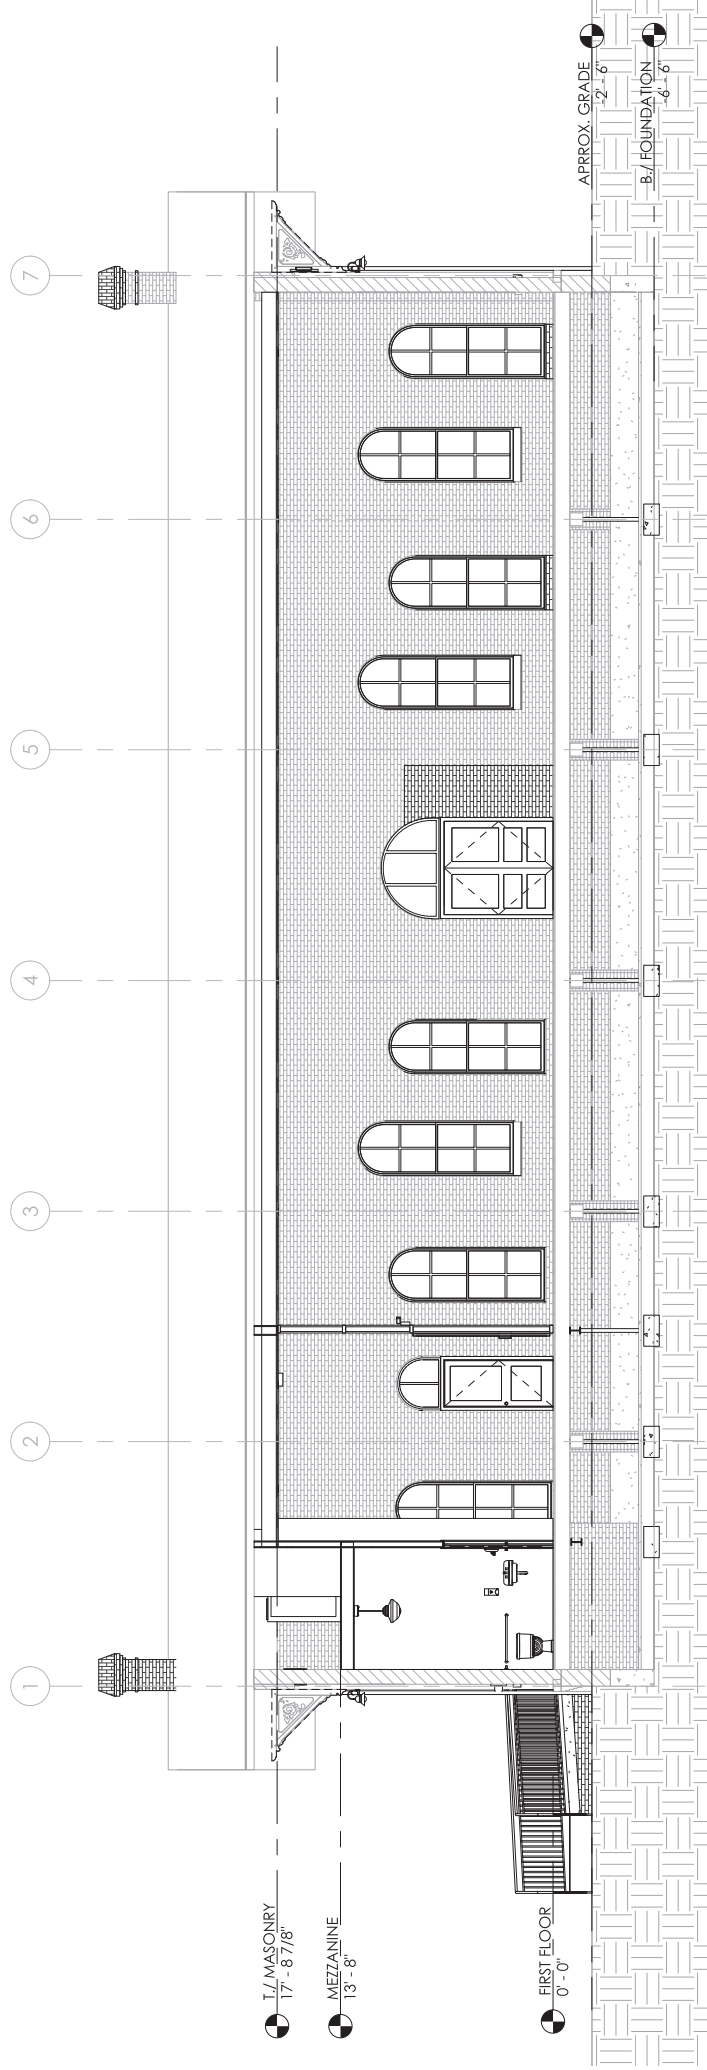 1
2
3
4
5
6
7
T./ MASONRY
17' - 8 7/8"
MEZZANINE
13' - 8"
FIRST FLOOR
0' - 0"
APRROX. GRADE
-2' - 6"
B./ FOUNDATION
-6' - 6"